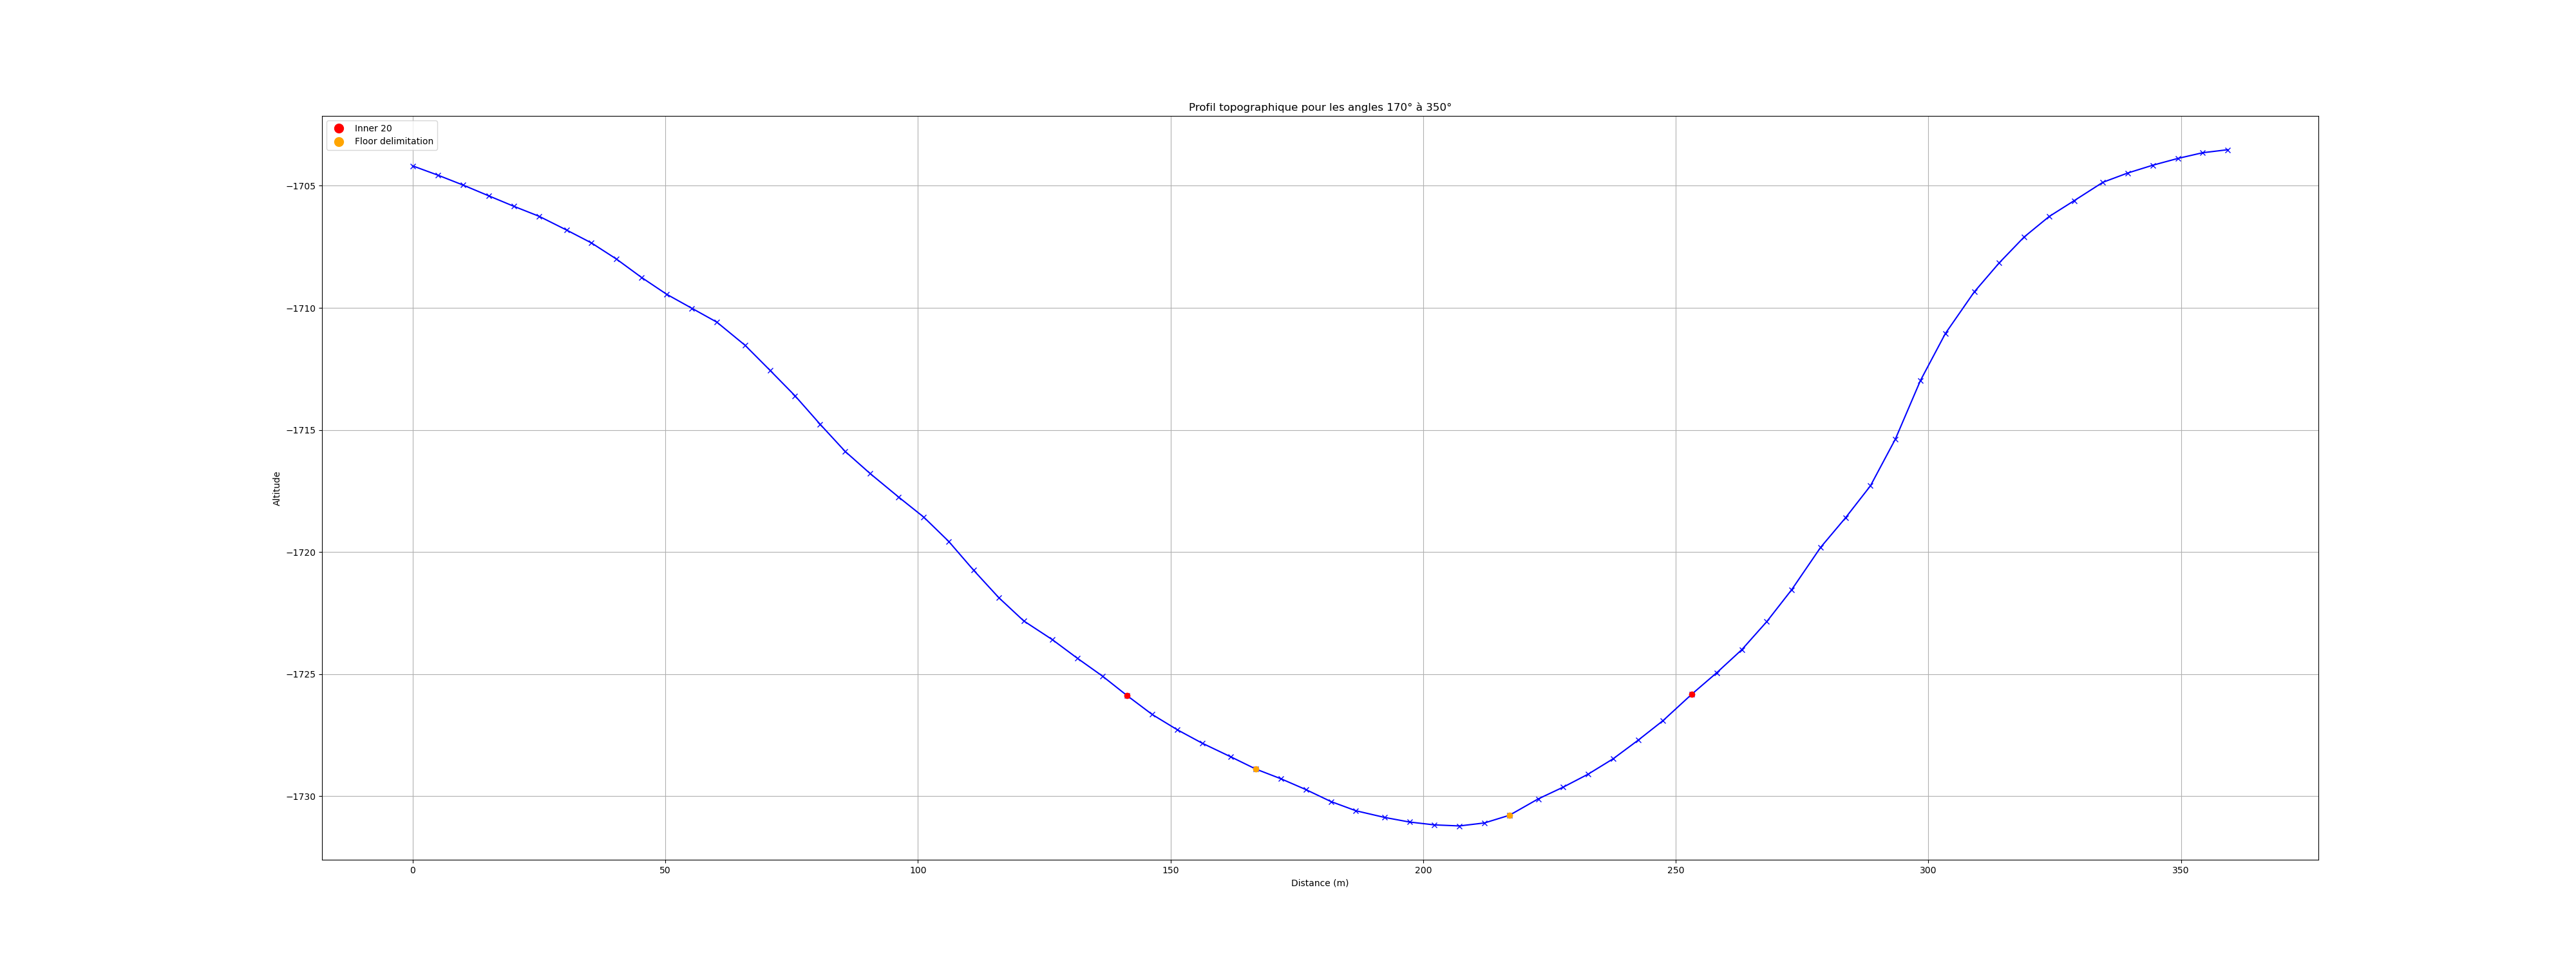 Profil topographique pour les angles 170° à 350°
Inner 20
Floor delimitation
Altitude
−1705
−1710
−1715
−1720
−1725
−1730
0 50 100 150 200 250 300 350
Distance (m)